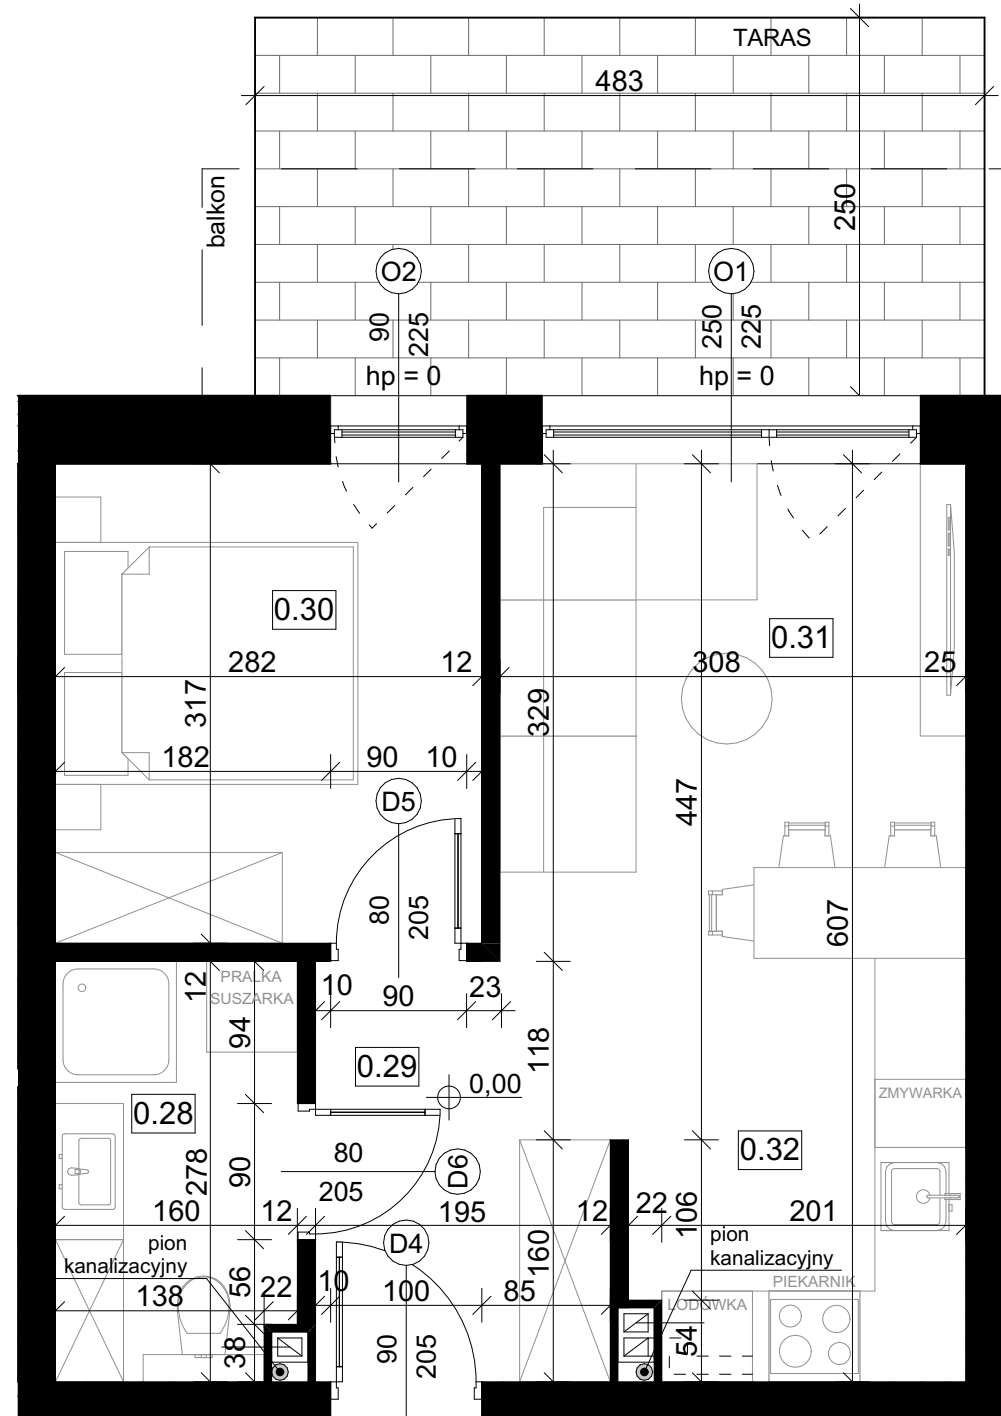 TARAS
483
250
balkon
O2
O1
90
225
250
225
hp = 0
hp = 0
0.30
0.31
282
12
308
25
317
329
182
90
10
D5
447
80
205
607
12
PRALKA
SUSZARKA
10
90
23
94
118
0.29
0,00
0.28
ZMYWARKA
278
90
80
205
D6
0.32
160
12
195
12
22
106
201
pion
kanalizacyjny
D4
160
pion
kanalizacyjny
56
22
10
138
100
85
PIEKARNIK
LODÓWKA
38
90
205
54